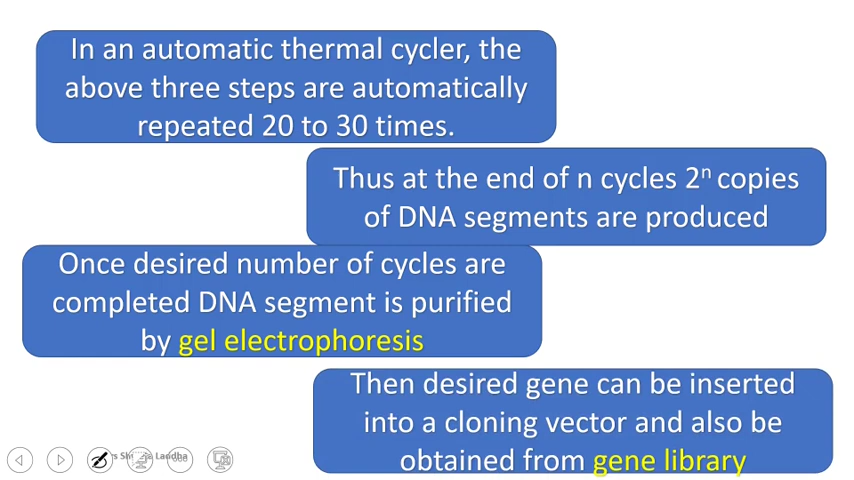 In an automatic thermal cycler, the
above three steps are automatically
repeated 20 to 30 times.
Thus at the end of n cycles 2ⁿ copies
of DNA segments are produced
Once desired number of cycles are
completed DNA segment is purified
by gel electrophoresis
Then desired gene can be inserted
into a cloning vector and also be
obtained from gene library